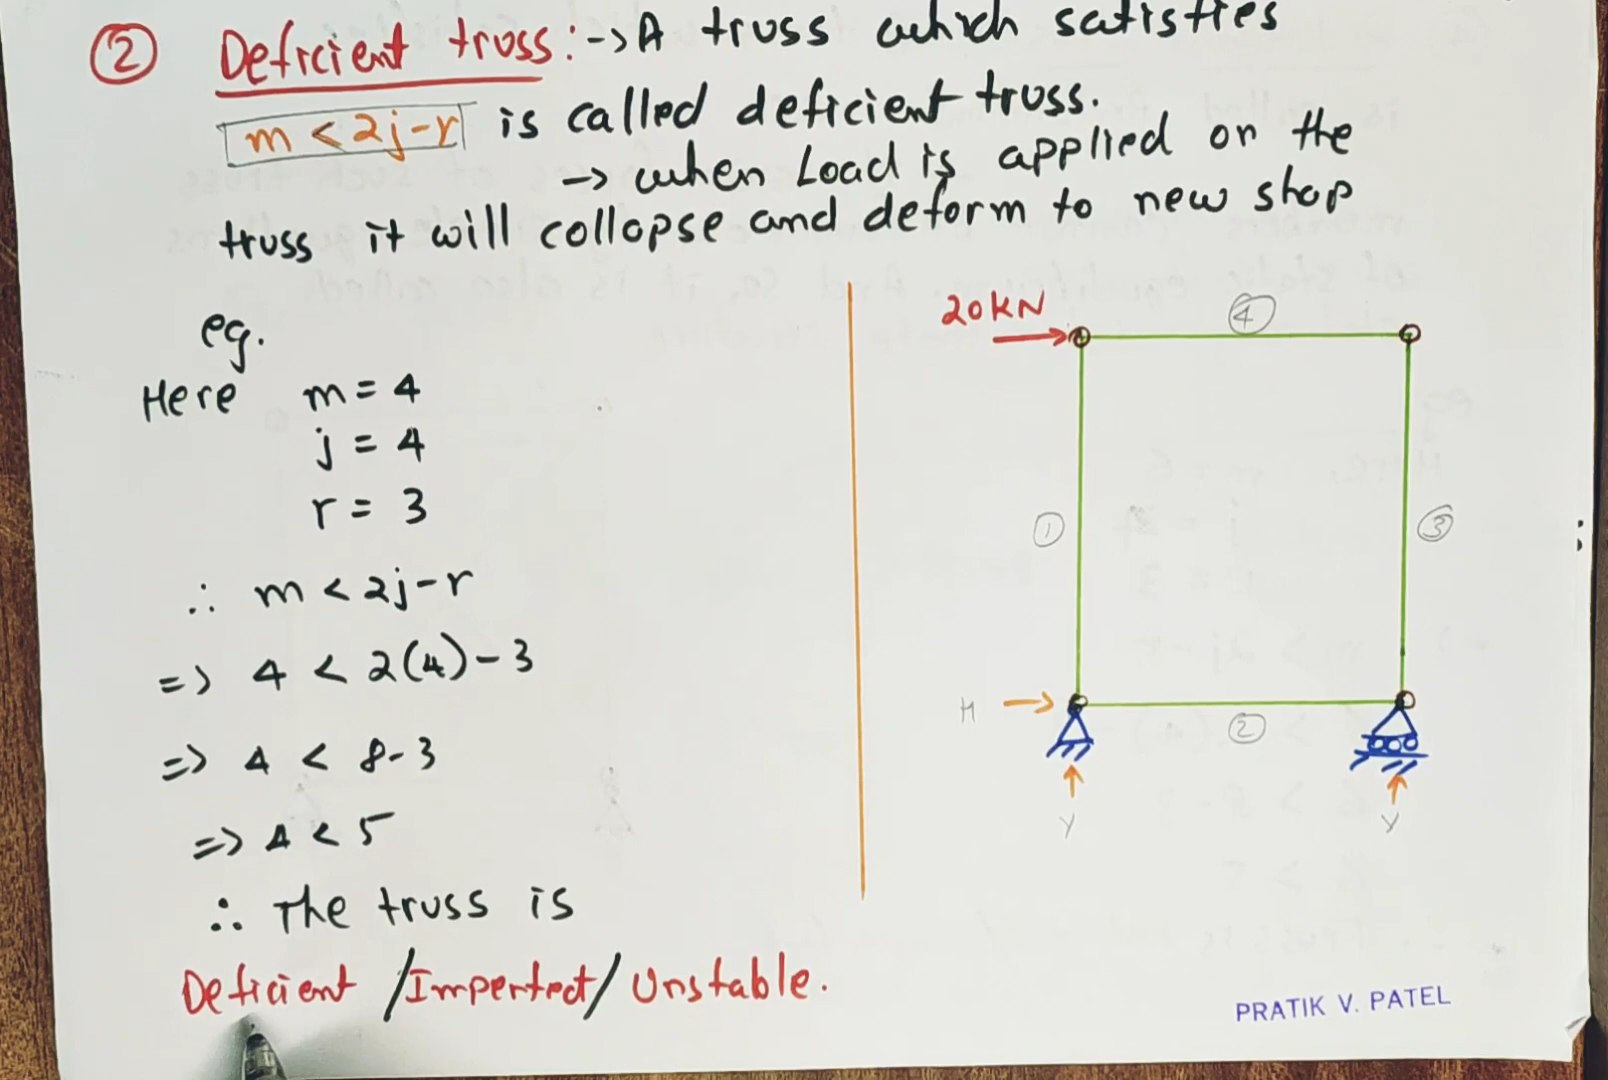 ② Deficient truss:→ A truss which satisfies
m < 2j-r is called deficient truss.
→ when Load is applied on the
truss it will collapse and deform to new shap
eg.
Here m = 4
j = 4
r = 3
∴ m < 2j-r
=> 4 < 2(4)-3
=> 4 < 8-3
=> 4 < 5
∴ The truss is
Deficient / Imperfect / Unstable.
20KN
④
①
③
H
②
Y
Y
PRATIK V. PATEL